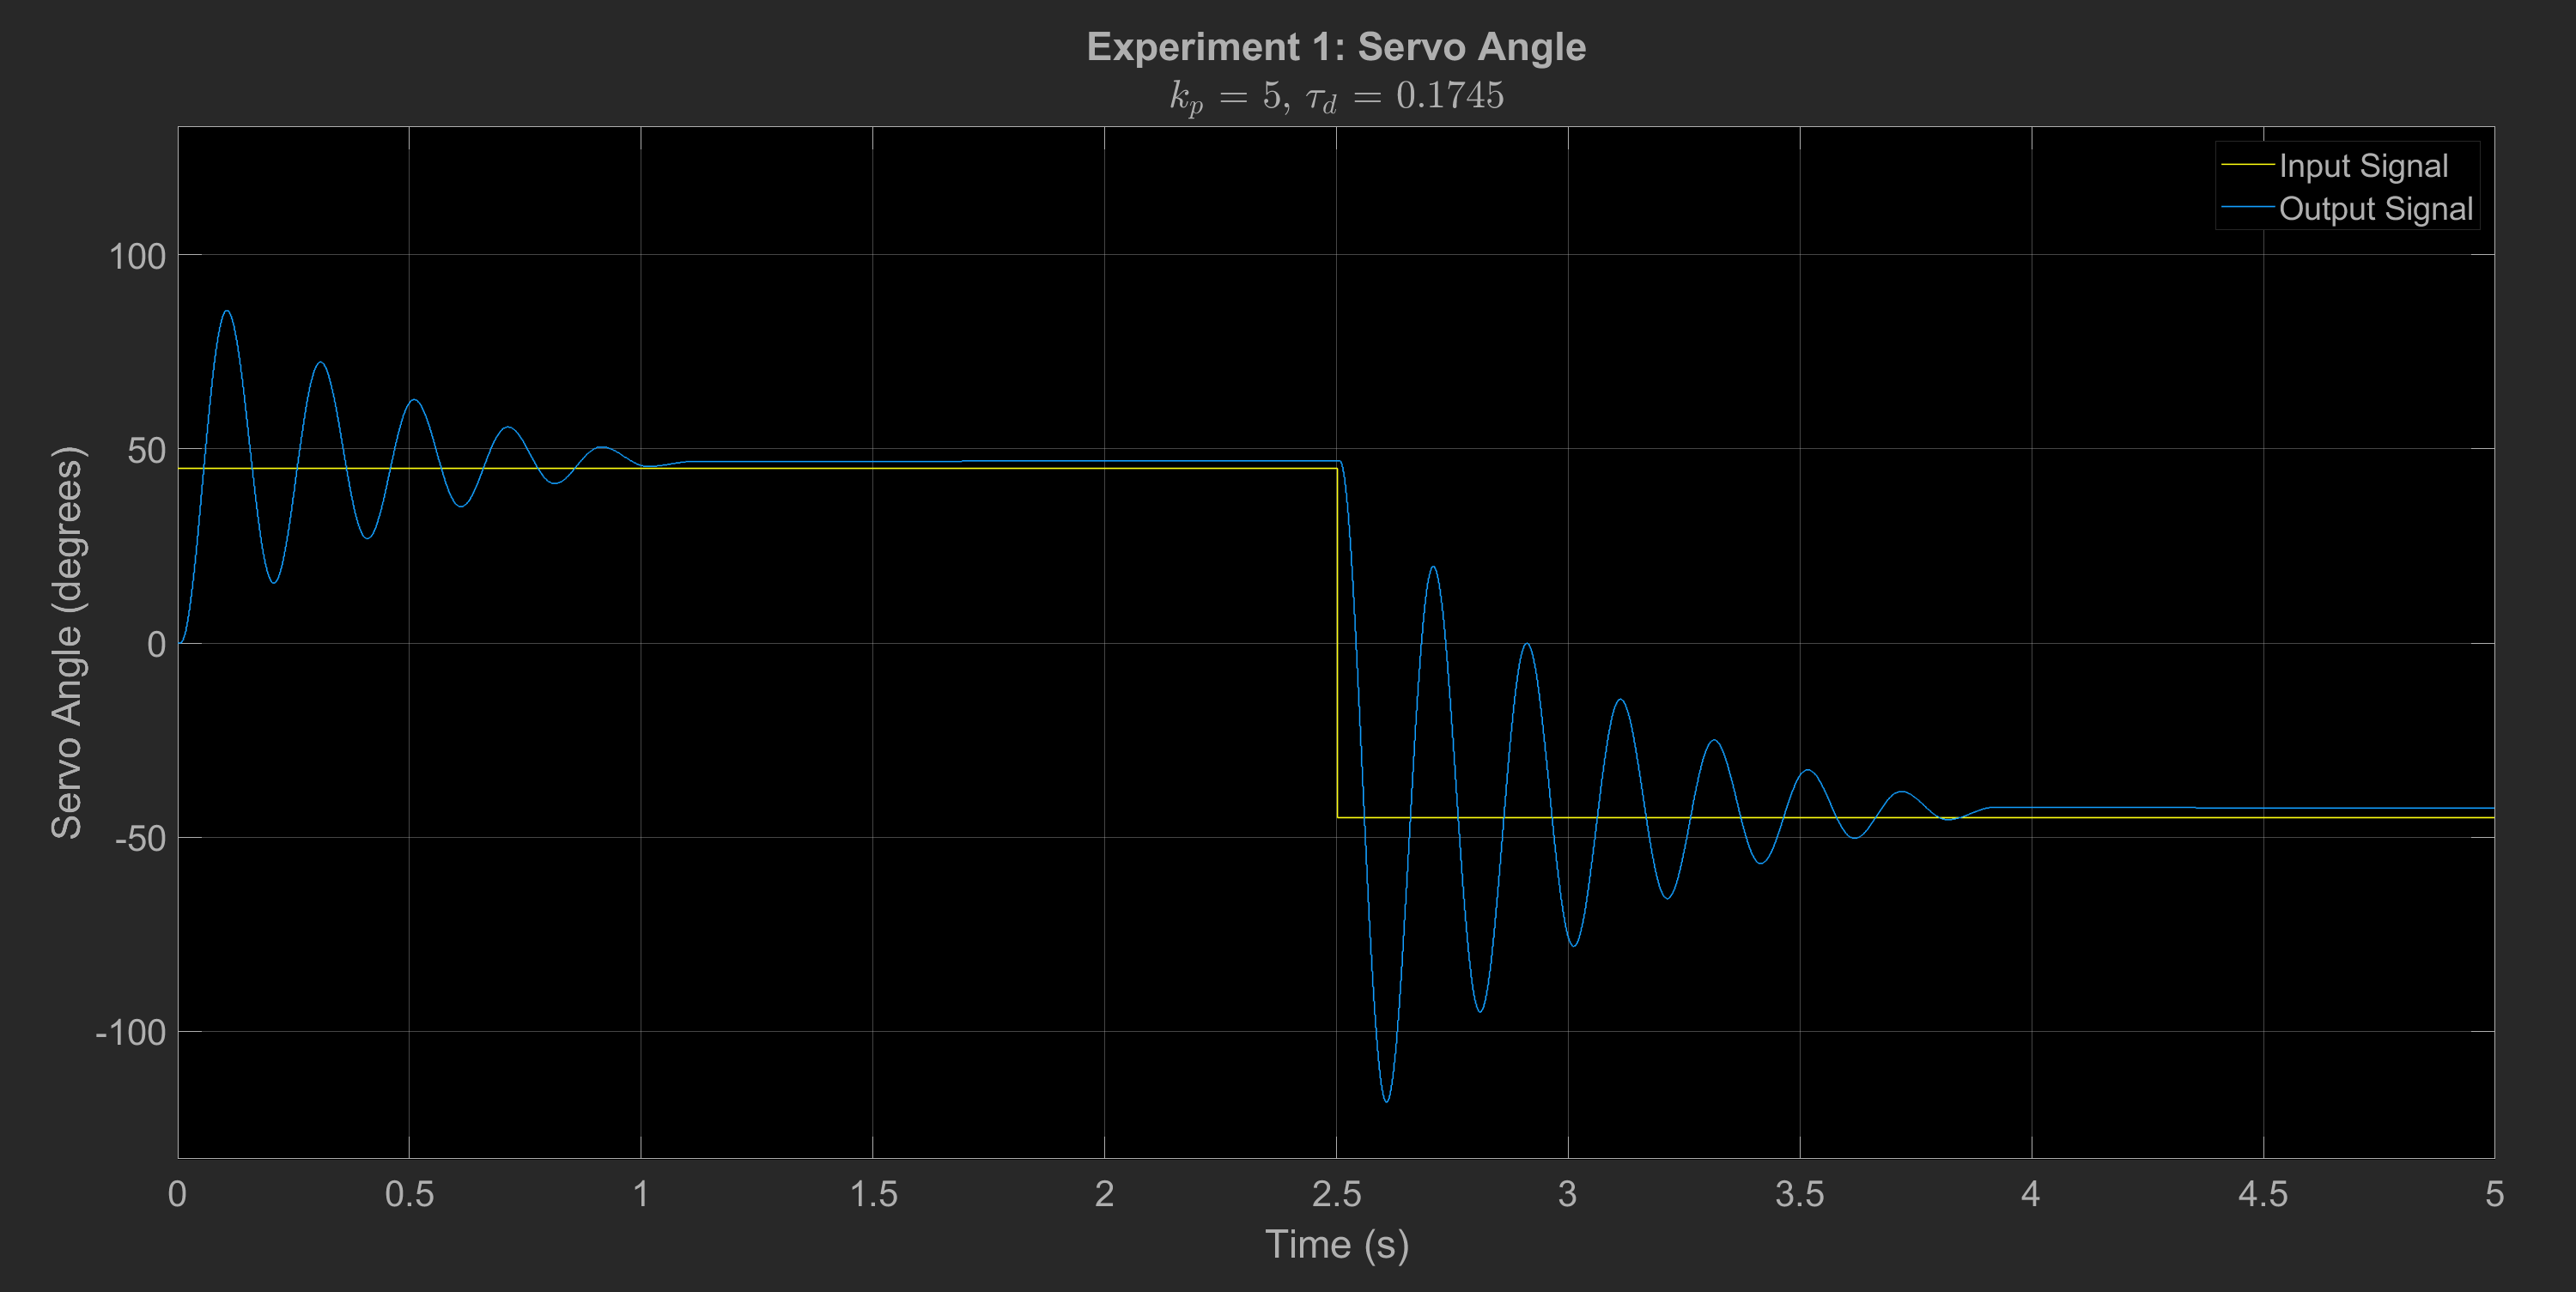 Experiment 1: Servo Angle
k_p = 5, τ_d = 0.1745
Input Signal
Output Signal
100
50
0
-50
-100
Servo Angle (degrees)
0 0.5 1 1.5 2 2.5 3 3.5 4 4.5 5
Time (s)